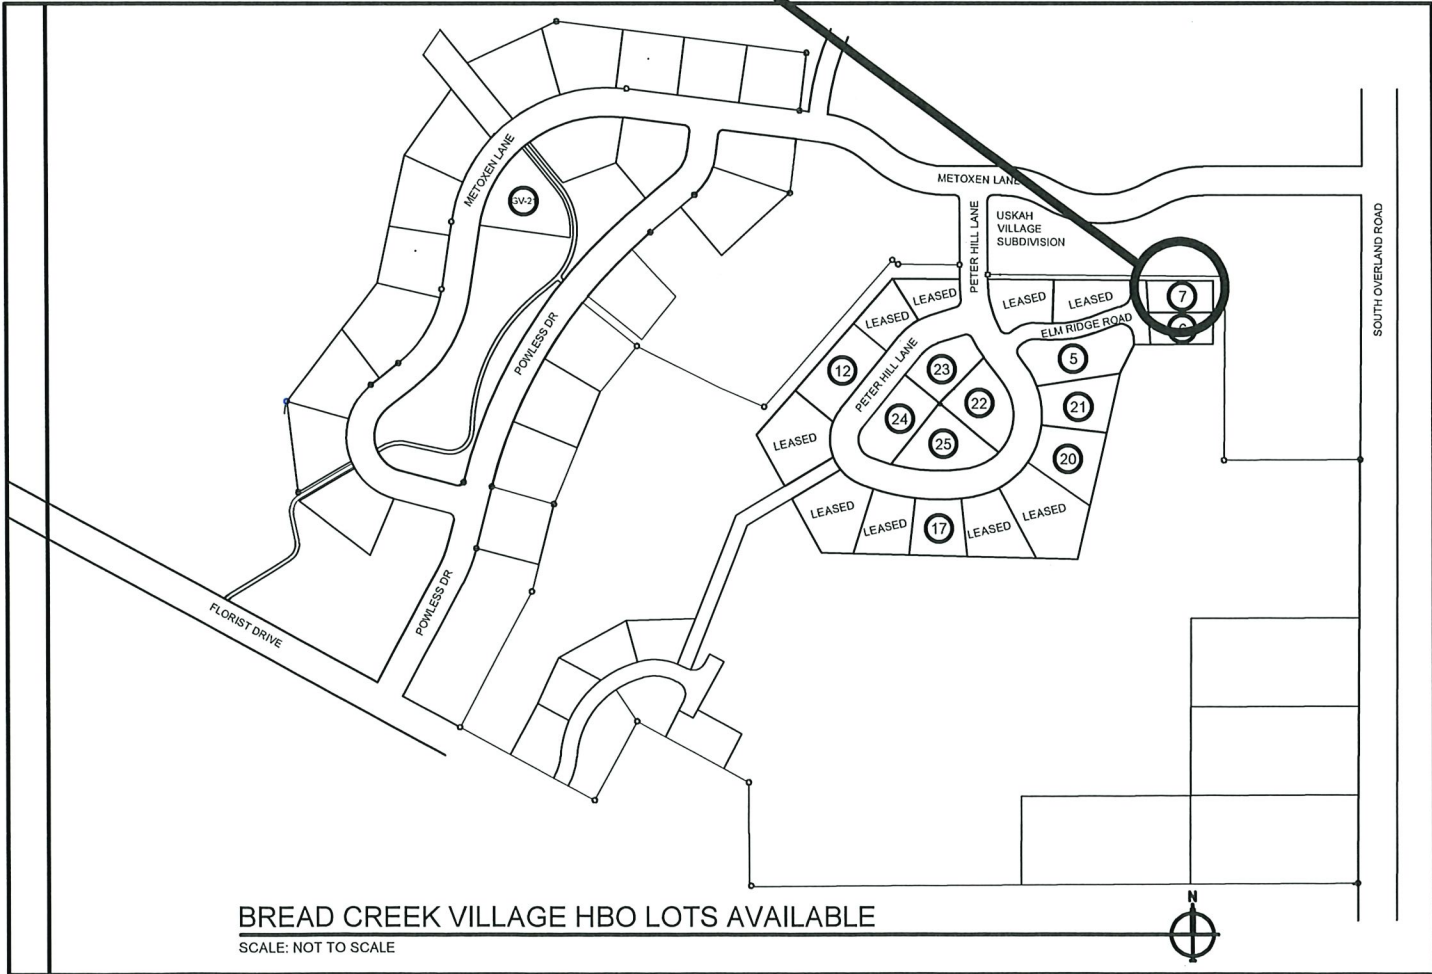 METOXEN LANE
GV-21
POWLESS DR
POWLESS DR
FLORIST DRIVE
METOXEN LANE
PETER HILL LANE
USKAH
VILLAGE
SUBDIVISION
SOUTH OVERLAND ROAD
LEASED
LEASED
LEASED
LEASED
7
6
ELM RIDGE ROAD
12
PETER HILL LANE
23
5
22
21
24
25
LEASED
20
LEASED
LEASED
17
LEASED
LEASED
BREAD CREEK VILLAGE HBO LOTS AVAILABLE
SCALE: NOT TO SCALE
N